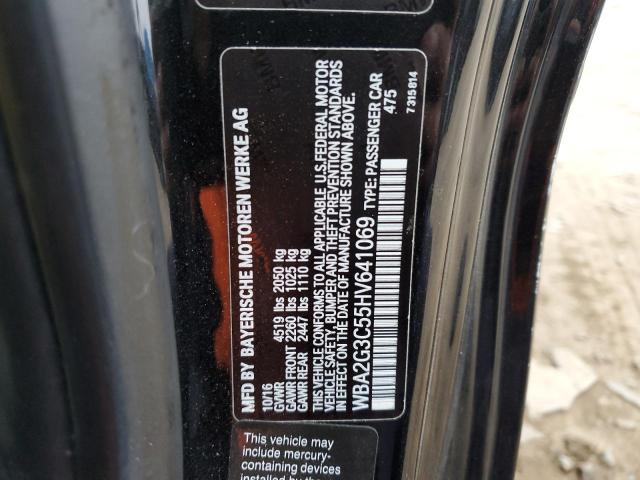 MFD BY BAYERISCHE MOTOREN WERKE AG
10/16
GVWR 4519 lbs 2050 kg
GAWR FRONT 2260 lbs 1025 kg
GAWR REAR 2447 lbs 1110 kg
THIS VEHICLE CONFORMS TO ALL APPLICABLE U.S.FEDERAL MOTOR
VEHICLE SAFETY, BUMPER AND THEFT PREVENTION STANDARDS
IN EFFECT ON THE DATE OF MANUFACTURE SHOWN ABOVE.
WBA2G3C55HV641069 TYPE: PASSENGER CAR
475
7315814
This vehicle may
include mercury-
containing devices
installed by